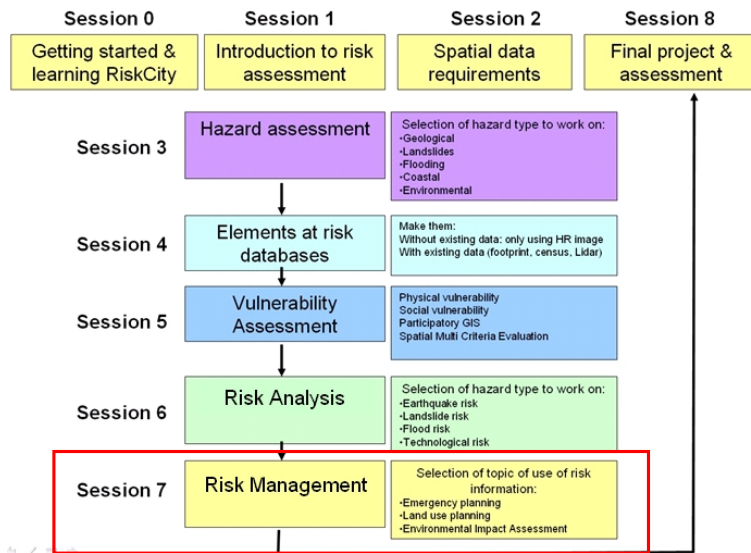 Session 0
Session 1
Session 2
Session 8
Getting started &
learning RiskCity
Introduction to risk
assessment
Spatial data
requirements
Final project &
assessment
Session 3
Hazard assessment
Selection of hazard type to work on:
•Geological
•Landslides
•Flooding
•Coastal
•Environmental
Session 4
Elements at risk
databases
Make them:
Without existing data: only using HR image
With existing data (footprint, census, Lidar)
Session 5
Vulnerability
Assessment
Physical vulnerability
Social vulnerability
Participatory GIS
Spatial Multi Criteria Evaluation
Session 6
Risk Analysis
Selection of hazard type to work on:
•Earthquake risk
•Landslide risk
•Flood risk
•Technological risk
Session 7
Risk Management
Selection of topic of use of risk
information:
•Emergency planning
•Land use planning
•Environmental Impact Assessment